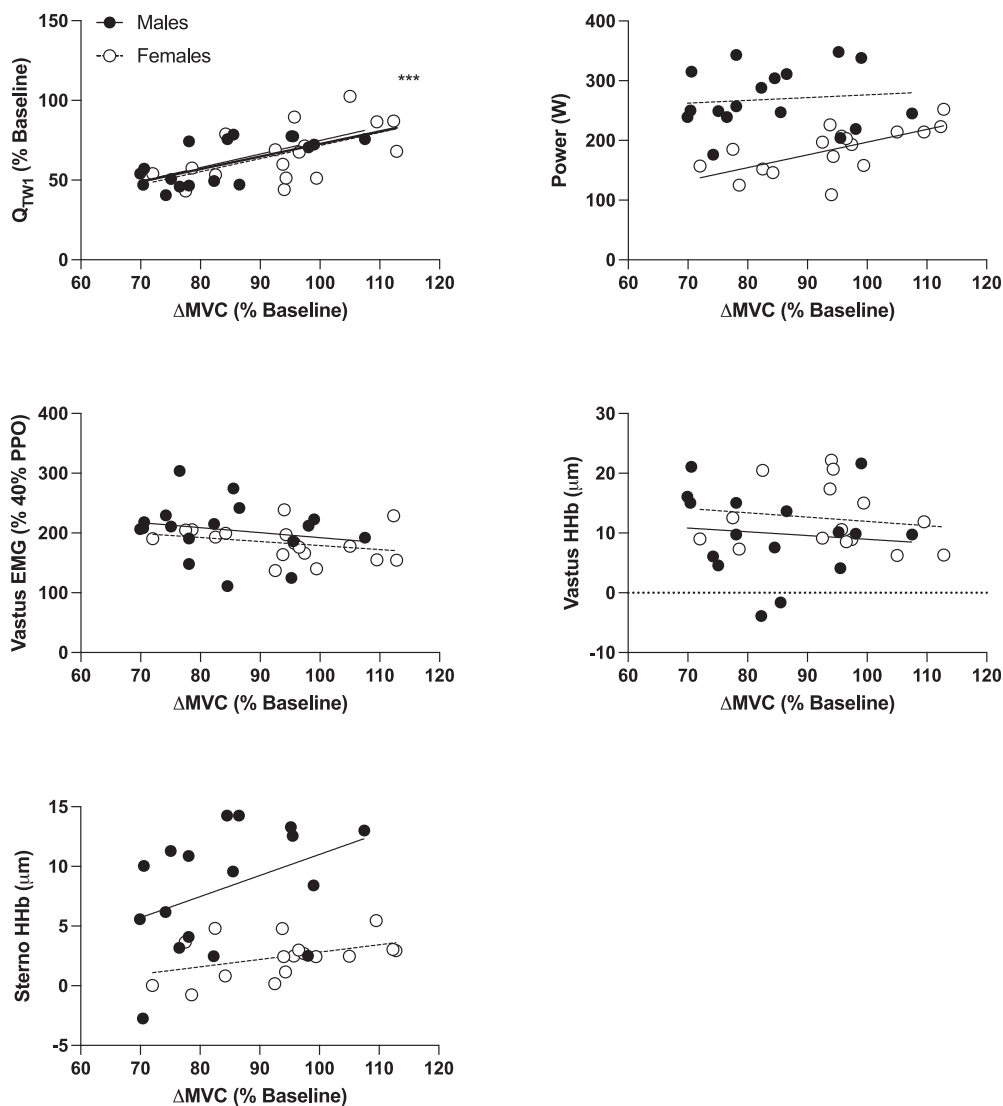 Males
Females
***
150
100
50
0
60 70 80 90 100 110 120
Q_TW1 (% Baseline)
ΔMVC (% Baseline)
400
300
200
100
0
60 70 80 90 100 110 120
Power (W)
ΔMVC (% Baseline)
400
300
200
100
0
60 70 80 90 100 110 120
Vastus EMG (% 40% PPO)
ΔMVC (% Baseline)
30
20
10
0
-10
60 70 80 90 100 110 120
Vastus HHb (μm)
ΔMVC (% Baseline)
15
10
5
0
-5
60 70 80 90 100 110 120
Sterno HHb (μm)
ΔMVC (% Baseline)